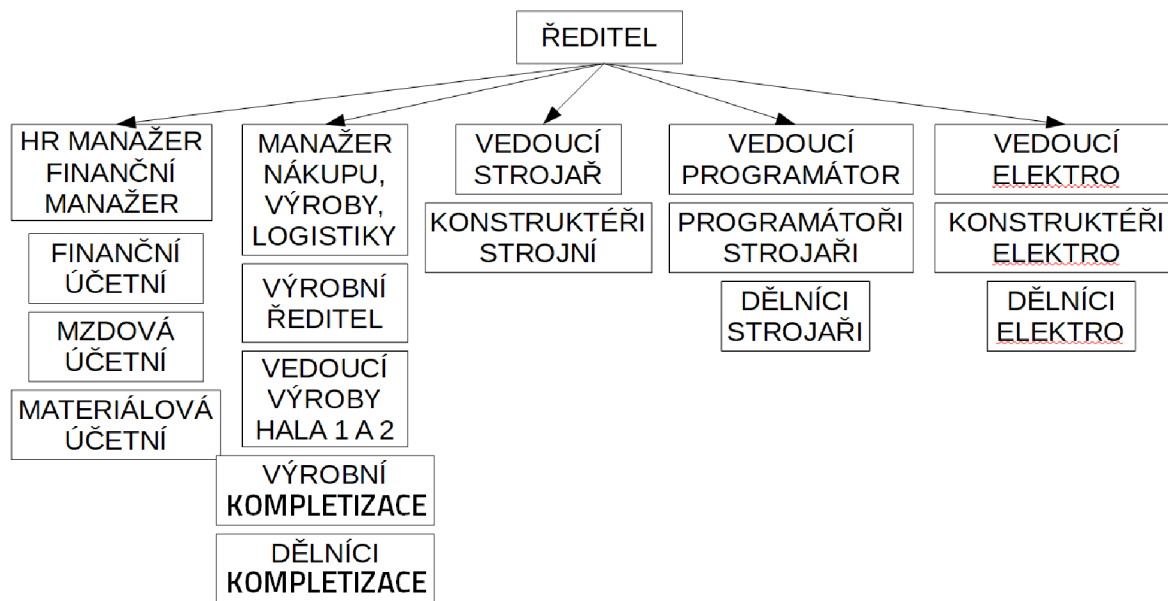 ŘEDITEL
HR MANAŽER
FINANČNÍ
MANAŽER
FINANČNÍ
ÚČETNÍ
MZDOVÁ
ÚČETNÍ
MATERIÁLOVÁ
ÚČETNÍ
MANAŽER
NÁKUPU,
VÝROBY,
LOGISTIKY
VÝROBNÍ
ŘEDITEL
VEDOUCÍ
VÝROBY
HALA 1 A 2
VÝROBNÍ
KOMPLETIZACE
DĚLNÍCI
KOMPLETIZACE
VEDOUCÍ
STROJAŘ
KONSTRUKTÉŘI
STROJNÍ
VEDOUCÍ
PROGRAMÁTOR
PROGRAMÁTOŘI
STROJAŘI
DĚLNÍCI
STROJAŘI
VEDOUCÍ
ELEKTRO
KONSTRUKTÉŘI
ELEKTRO
DĚLNÍCI
ELEKTRO